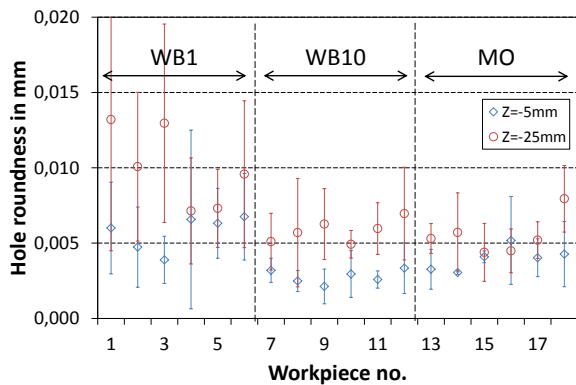 0,020
WB1 WB10 MO
0,015
Z=-5mm
Z=-25mm
0,010
0,005
0,000
Hole roundness in mm
1 3 5 7 9 11 13 15 17
Workpiece no.